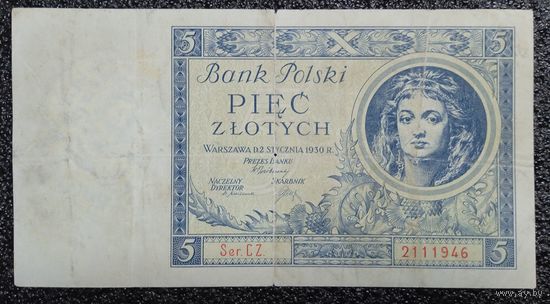 5 5
Bank Polski
PIĘĆ
ZŁOTYCH
WARSZAWA D. 2 STYCZNIA 1930 R.
PREZES BANKU
NACZELNY DYREKTOR
SKARBNIK
5 Ser. CZ. 2111946 5
www.ay.by